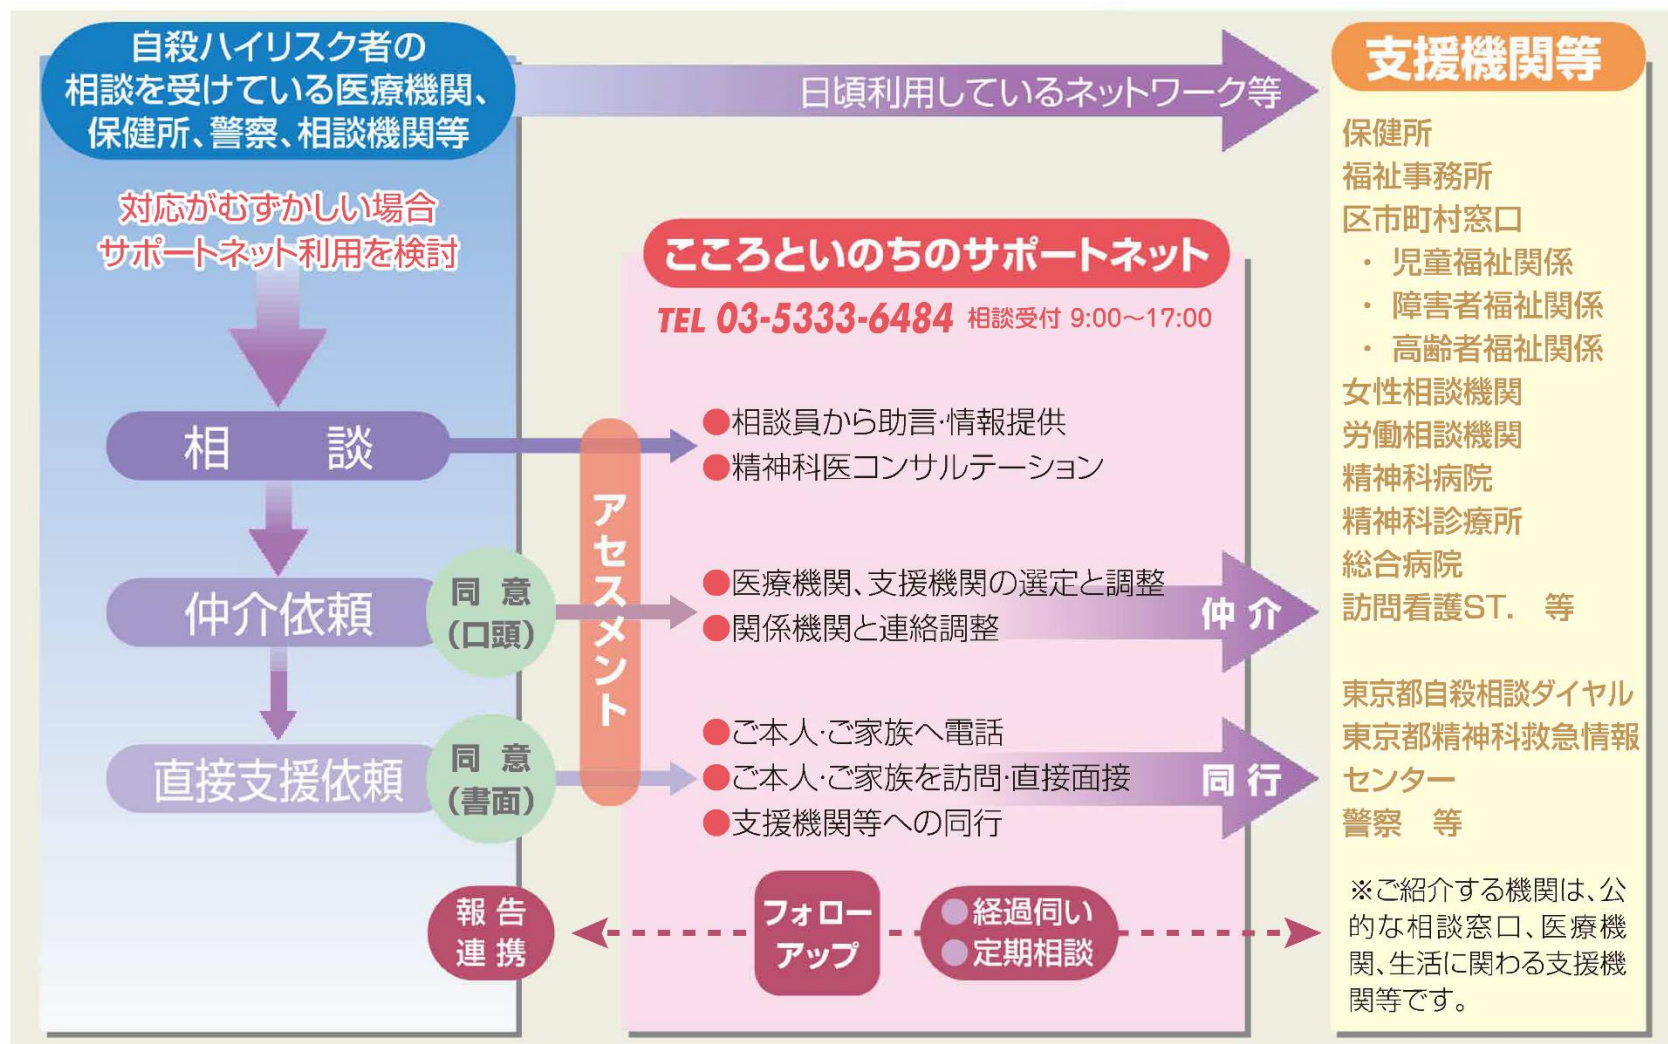 自殺ハイリスク者の
相談を受けている医療機関、
保健所、警察、相談機関等
日頃利用しているネットワーク等
対応がむずかしい場合
サポートネット利用を検討
相　談
仲介依頼
同意
(口頭)
直接支援依頼
同意
(書面)
アセスメント
こころといのちのサポートネット
TEL 03-5333-6484 相談受付 9:00～17:00
●相談員から助言・情報提供
●精神科医コンサルテーション
●医療機関、支援機関の選定と調整
●関係機関と連絡調整
仲介
●ご本人・ご家族へ電話
●ご本人・ご家族を訪問・直接面接
●支援機関等への同行
同行
報告
連携
フォロー
アップ
●経過伺い
●定期相談
支援機関等
保健所
福祉事務所
区市町村窓口
・ 児童福祉関係
・ 障害者福祉関係
・ 高齢者福祉関係
女性相談機関
労働相談機関
精神科病院
精神科診療所
総合病院
訪問看護ST.　等
東京都自殺相談ダイヤル
東京都精神科救急情報
センター
警察　等
※ご紹介する機関は、公
的な相談窓口、医療機
関、生活に関わる支援機
関等です。